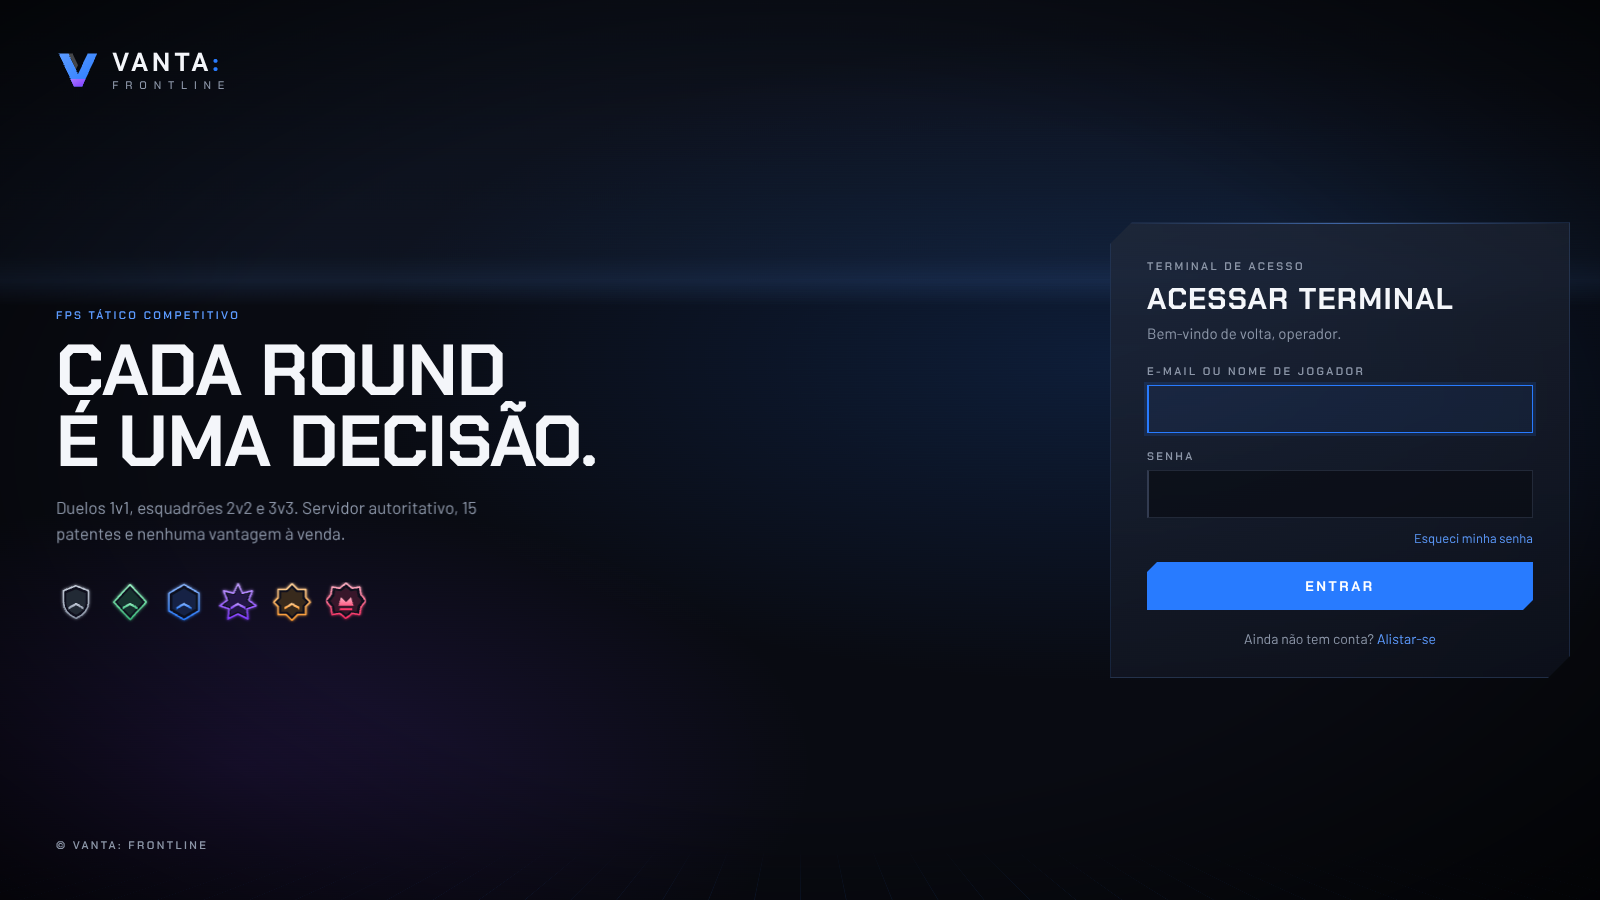 VANTA:
FRONTLINE
FPS TÁTICO COMPETITIVO
CADA ROUND
É UMA DECISÃO.
Duelos 1v1, esquadrões 2v2 e 3v3. Servidor autoritativo, 15
patentes e nenhuma vantagem à venda.
© VANTA: FRONTLINE
TERMINAL DE ACESSO
ACESSAR TERMINAL
Bem-vindo de volta, operador.
E-MAIL OU NOME DE JOGADOR
SENHA
Esqueci minha senha
ENTRAR
Ainda não tem conta? Alistar-se